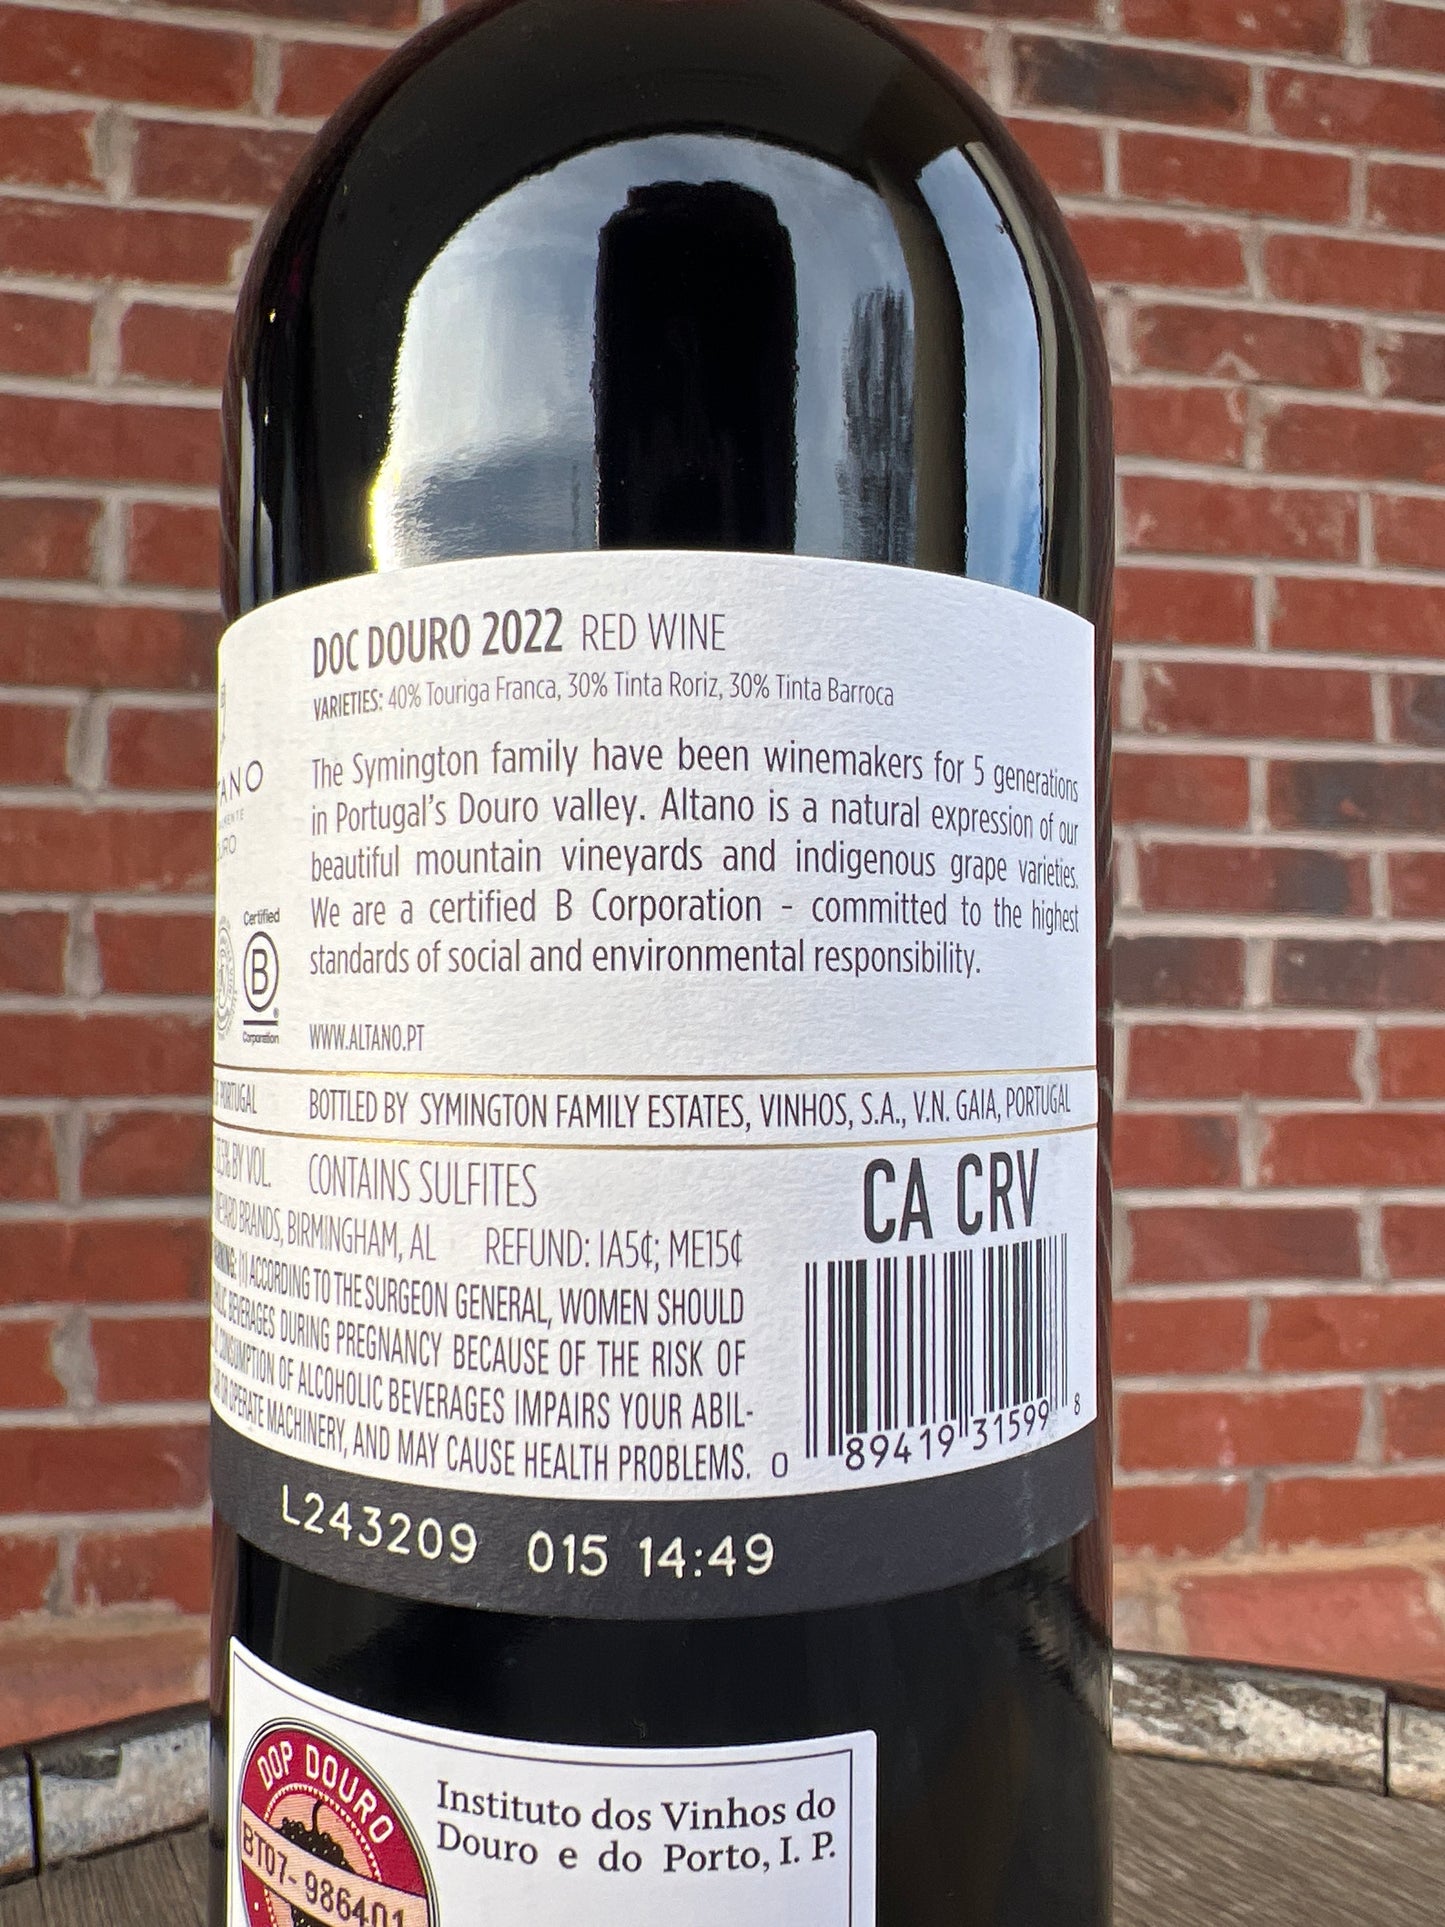 DOC DOURO 2022 RED WINE
VARIETIES: 40% Touriga Franca, 30% Tinta Roriz, 30% Tinta Barroca
The Symington family have been winemakers for 5 generations
in Portugal's Douro valley. Altano is a natural expression of our
beautiful mountain vineyards and indigenous grape varieties.
We are a certified B Corporation - committed to the highest
standards of social and environmental responsibility.
WWW.ALTANO.PT
TANO
URO
Certified
B
Corporation
PORTUGAL
BOTTLED BY SYMINGTON FAMILY ESTATES, VINHOS, S.A., V.N. GAIA, PORTUGAL
BY VOL. CONTAINS SULFITES
BRANDS, BIRMINGHAM, AL REFUND: IA5¢; ME15¢
(1) ACCORDING TO THE SURGEON GENERAL, WOMEN SHOULD
BEVERAGES DURING PREGNANCY BECAUSE OF THE RISK OF
CONSUMPTION OF ALCOHOLIC BEVERAGES IMPAIRS YOUR ABIL-
OR OPERATE MACHINERY, AND MAY CAUSE HEALTH PROBLEMS.
CA CRV
0 89419 31599 8
L243209 015 14:49
DOP DOURO
BT07-986401
Instituto dos Vinhos do
Douro e do Porto, I. P.